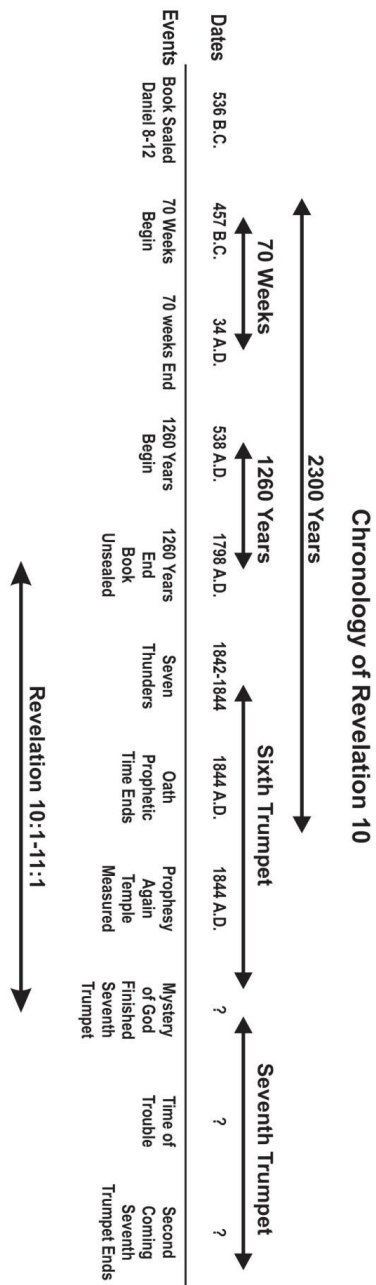 Chronology of Revelation 10
2300 Years
70 Weeks
1260 Years
Sixth Trumpet
Seventh Trumpet
Dates
536 B.C.
457 B.C.
34 A.D.
538 A.D.
1798 A.D.
1842-1844
1844 A.D.
1844 A.D.
?
?
?
Events
Book Sealed
Daniel 8-12
70 Weeks
Begin
70 weeks End
1260 Years
Begin
1260 Years
End
Book
Unsealed
Seven
Thunders
Oath
Prophetic
Time Ends
Prophesy
Again
Temple
Measured
Mystery
of God
Finished
Seventh
Trumpet
Time of
Trouble
Second
Coming
Seventh
Trumpet Ends
Revelation 10:1-11:1